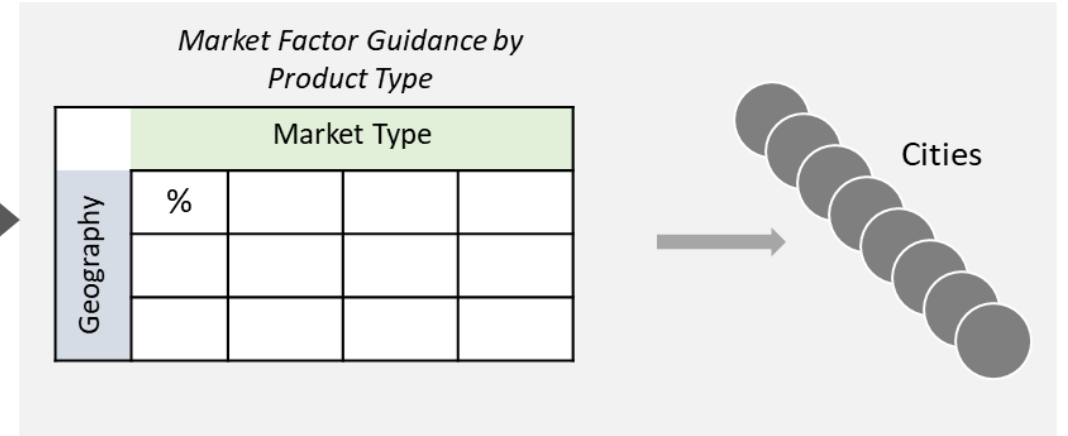 Market Factor Guidance by
Product Type
Market Type
Geography
%
Cities